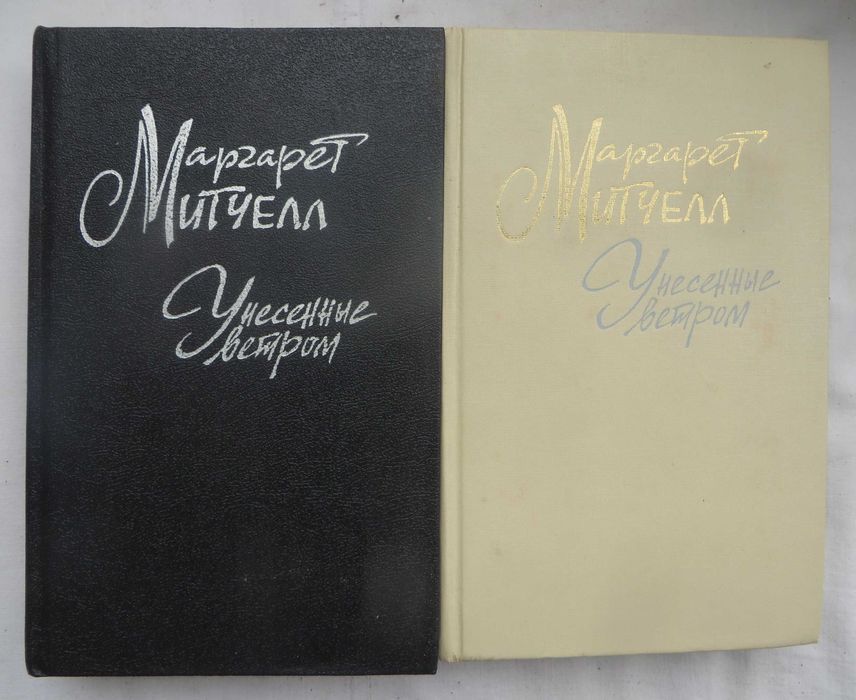 Маргарет
Митчелл
Унесенные
ветром
Маргарет
Митчелл
Унесенные
ветром